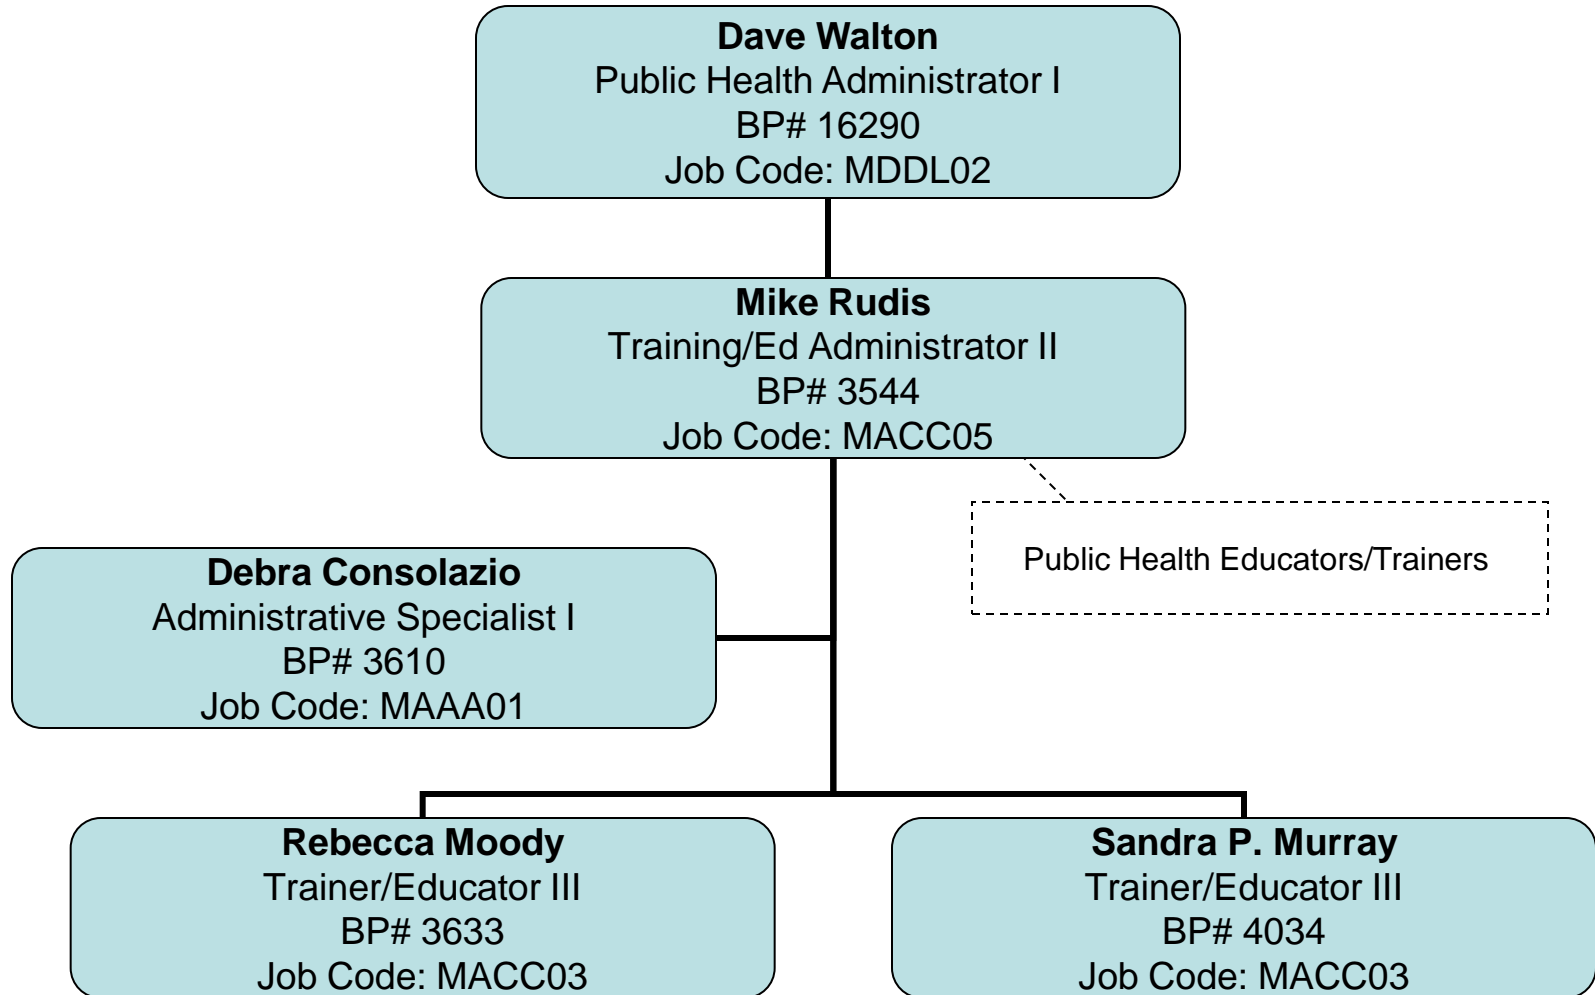 Dave Walton
Public Health Administrator I
BP# 16290
Job Code: MDDL02
Mike Rudis
Training/Ed Administrator II
BP# 3544
Job Code: MACC05
Public Health Educators/Trainers
Debra Consolazio
Administrative Specialist I
BP# 3610
Job Code: MAAA01
Rebecca Moody
Trainer/Educator III
BP# 3633
Job Code: MACC03
Sandra P. Murray
Trainer/Educator III
BP# 4034
Job Code: MACC03